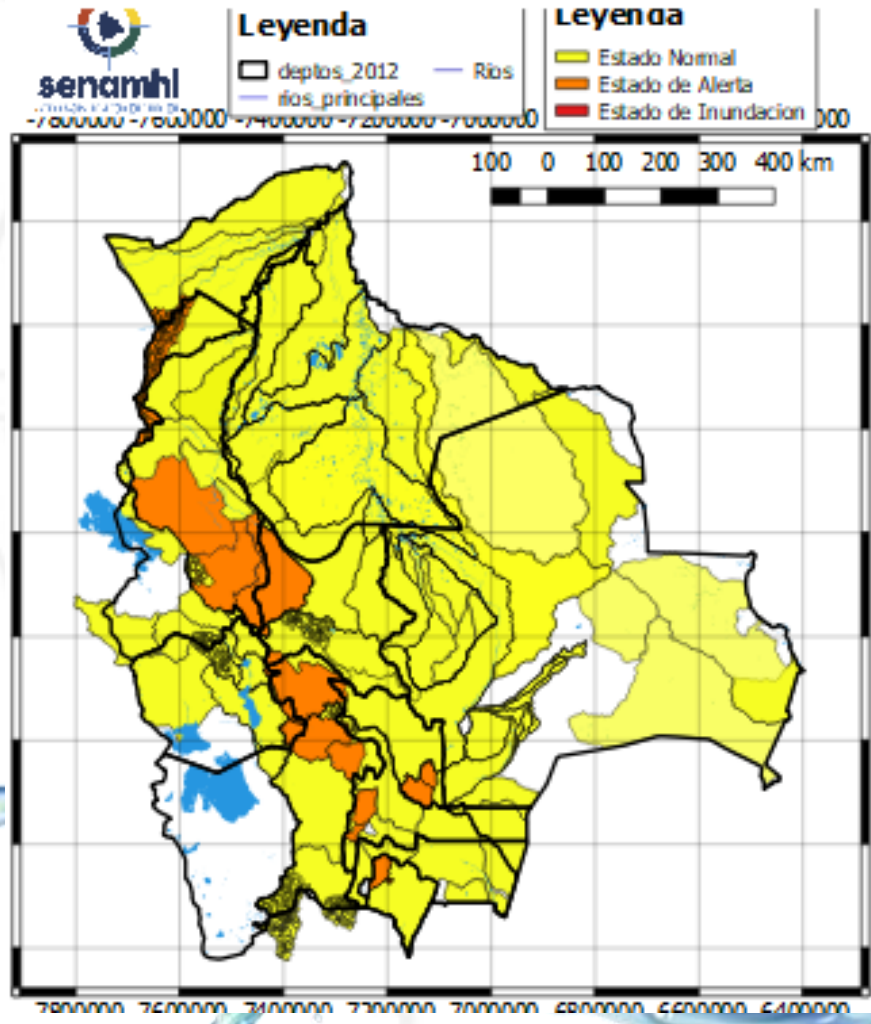 senamhi
Leyenda
deptos_2012
Rios
rios_principales
Leyenda
Estado Normal
Estado de Alerta
Estado de Inundacion
-7800000 -7600000 -7400000 -7200000 -7000000
100 0 100 200 300 400 km
-7800000 -7600000 -7400000 -7200000 -7000000 -6800000 -6600000 -6400000